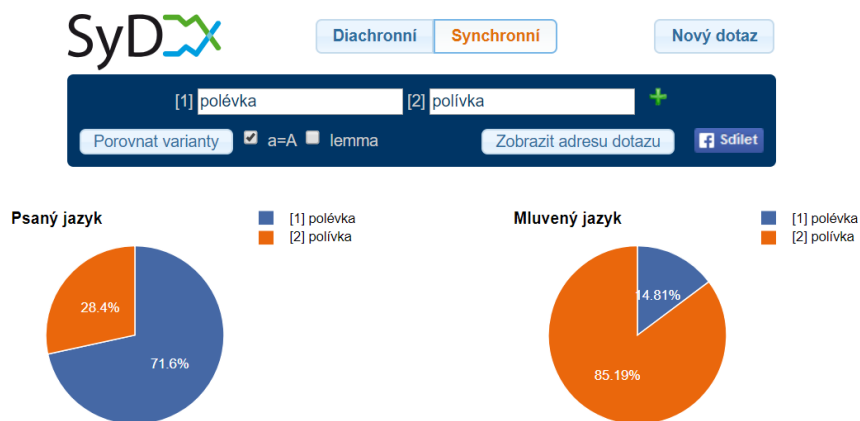 SyD
Diachronní Synchronní Nový dotaz
[1] polévka [2] polívka
Porovnat varianty a=A lemma Zobrazit adresu dotazu Sdílet
Psaný jazyk
[1] polévka
[2] polívka
28.4%
71.6%
Mluvený jazyk
[1] polévka
[2] polívka
14.81%
85.19%